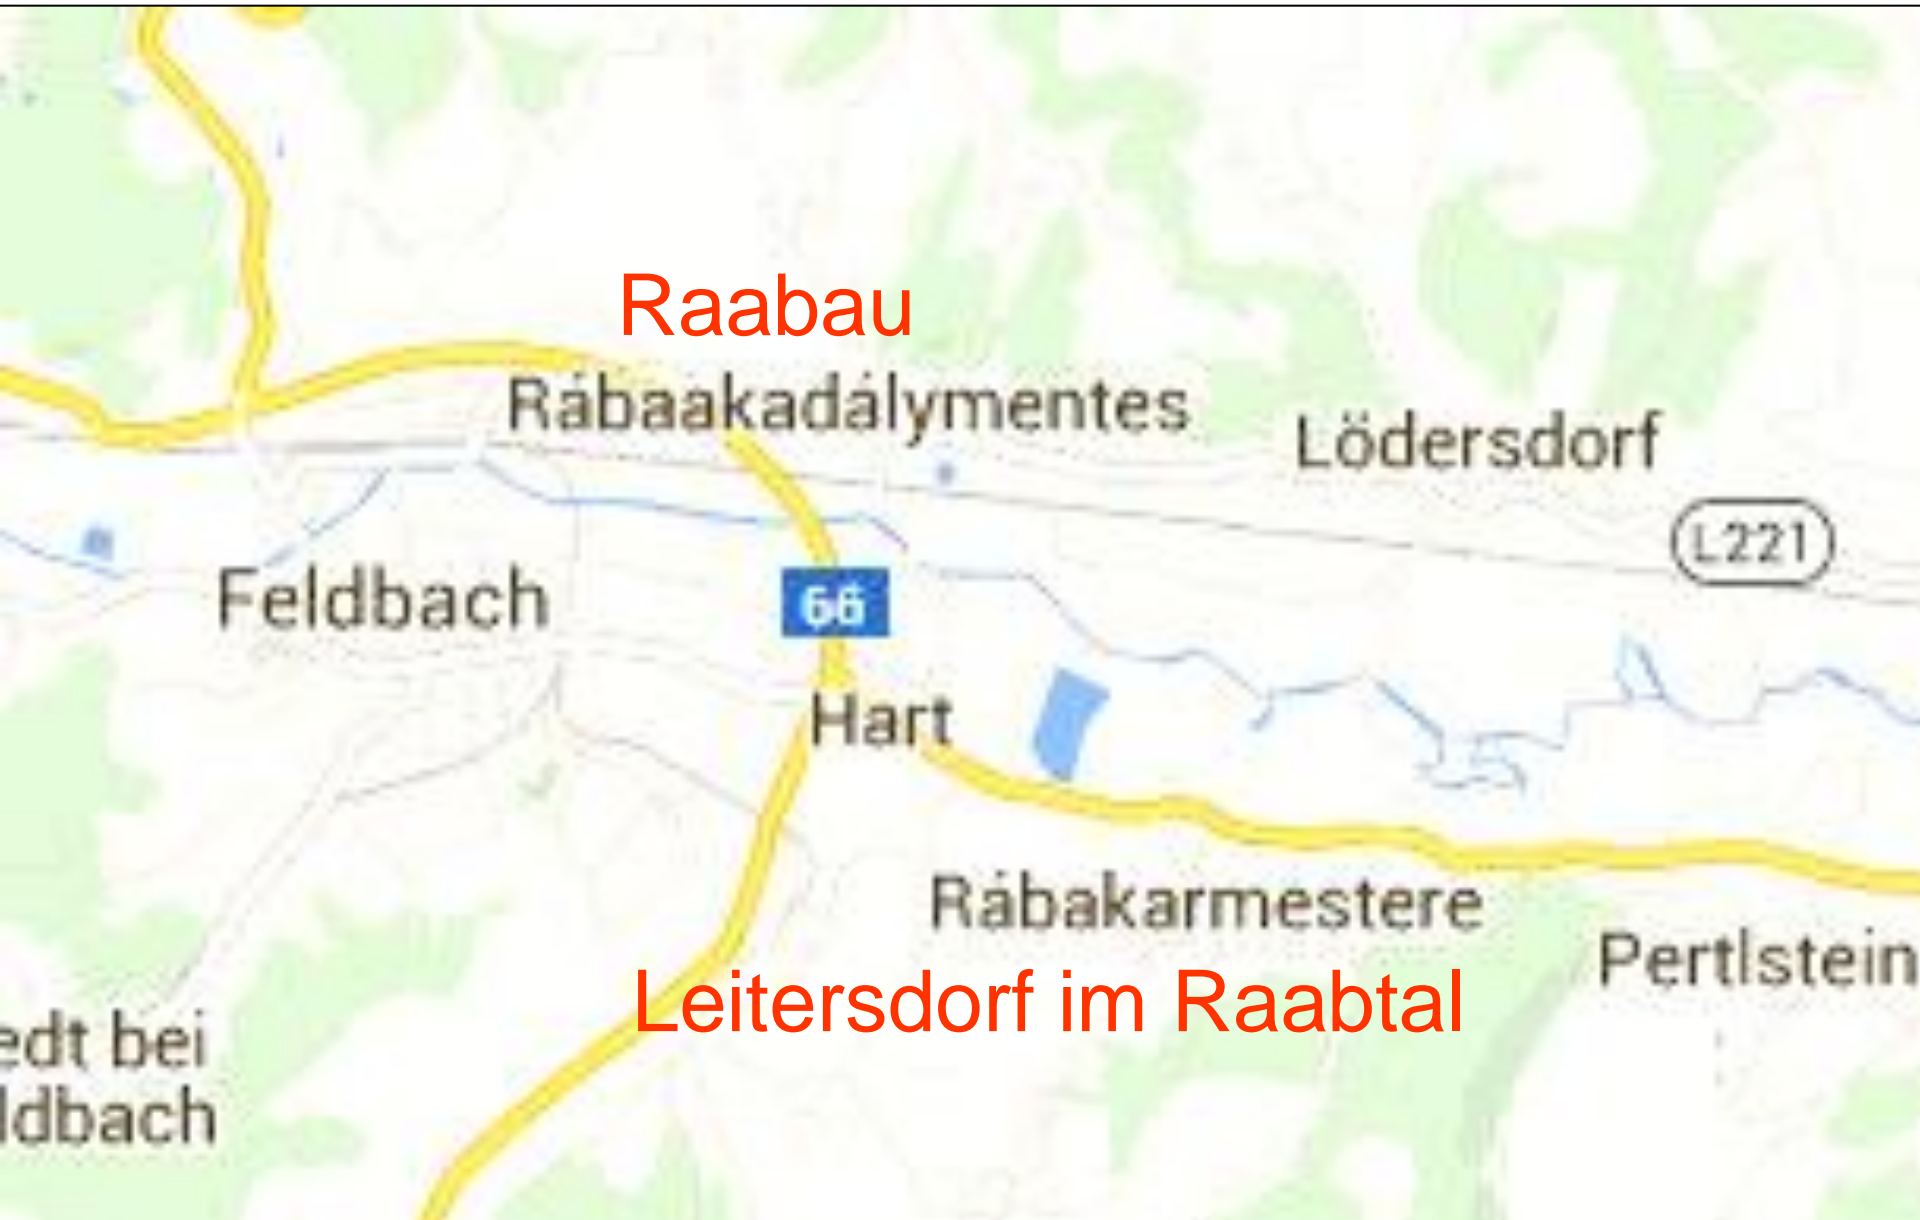 Raabau
Rábaakadálymentes
Lödersdorf
L221
Feldbach
66
Hart
Rábakarmestere
Pertlstein
Leitersdorf im Raabtal
edt bei
ldbach